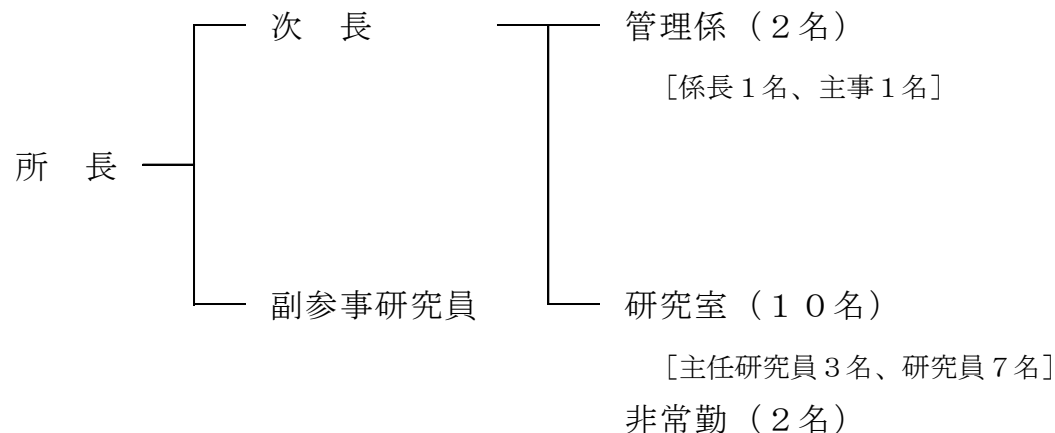 次　長
管理係（２名）
［係長１名、主事１名］
所　長
副参事研究員
研究室（１０名）
［主任研究員３名、研究員７名］
非常勤（２名）